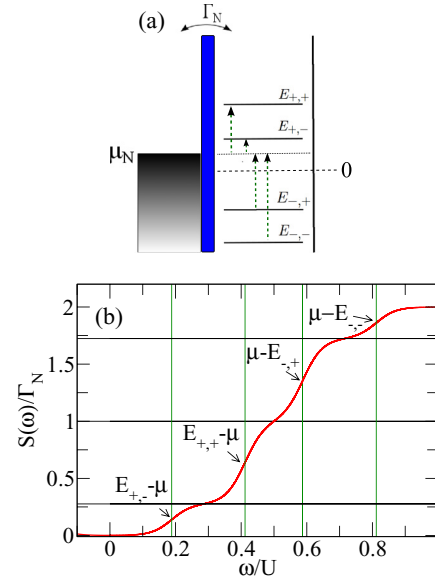 (a)
Γ_N
E_{+,+}
E_{+,-}
μ_N
0
E_{-,+}
E_{-,-}
(b)
S(ω)/Γ_N
2
1.5
1
0.5
0
μ-E_{-,-}
μ-E_{-,+}
E_{+,+}-μ
E_{+,-}-μ
0 0.2 0.4 0.6 0.8
ω/U